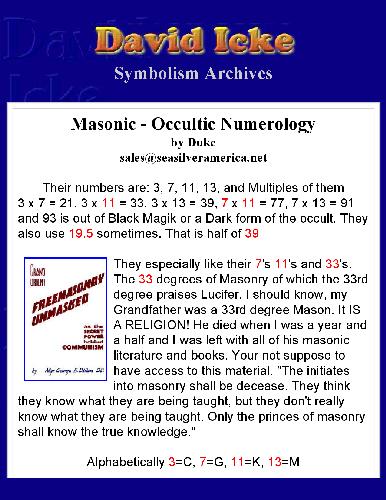 David Icke
Symbolism Archives
Masonic - Occultic Numerology
by Duke
sales@seasilveramerica.net
Their numbers are: 3, 7, 11, 13, and Multiples of them
3 x 7 = 21. 3 x 11 = 33. 3 x 13 = 39, 7 x 11 = 77, 7 x 13 = 91
and 93 is out of Black Magik or a Dark form of the occult. They
also use 19.5 sometimes. That is half of 39
They especially like their 7's 11's and 33's.
The 33 degrees of Masonry of which the 33rd
degree praises Lucifer. I should know, my
Grandfather was a 33rd degree Mason. It IS
A RELIGION! He died when I was a year and
a half and I was left with all of his masonic
literature and books. Your not suppose to
have access to this material. "The initiates
into masonry shall be decease. They think
they know what they are being taught, but they don't really
know what they are being taught. Only the princes of masonry
shall know the true knowledge."
GRAND ORIENT
FREEMASONRY
UNMASKED
as the
SECRET
POWER
behind
COMMUNISM
by Msgr. George E. Dillon, DD
Alphabetically 3=C, 7=G, 11=K, 13=M